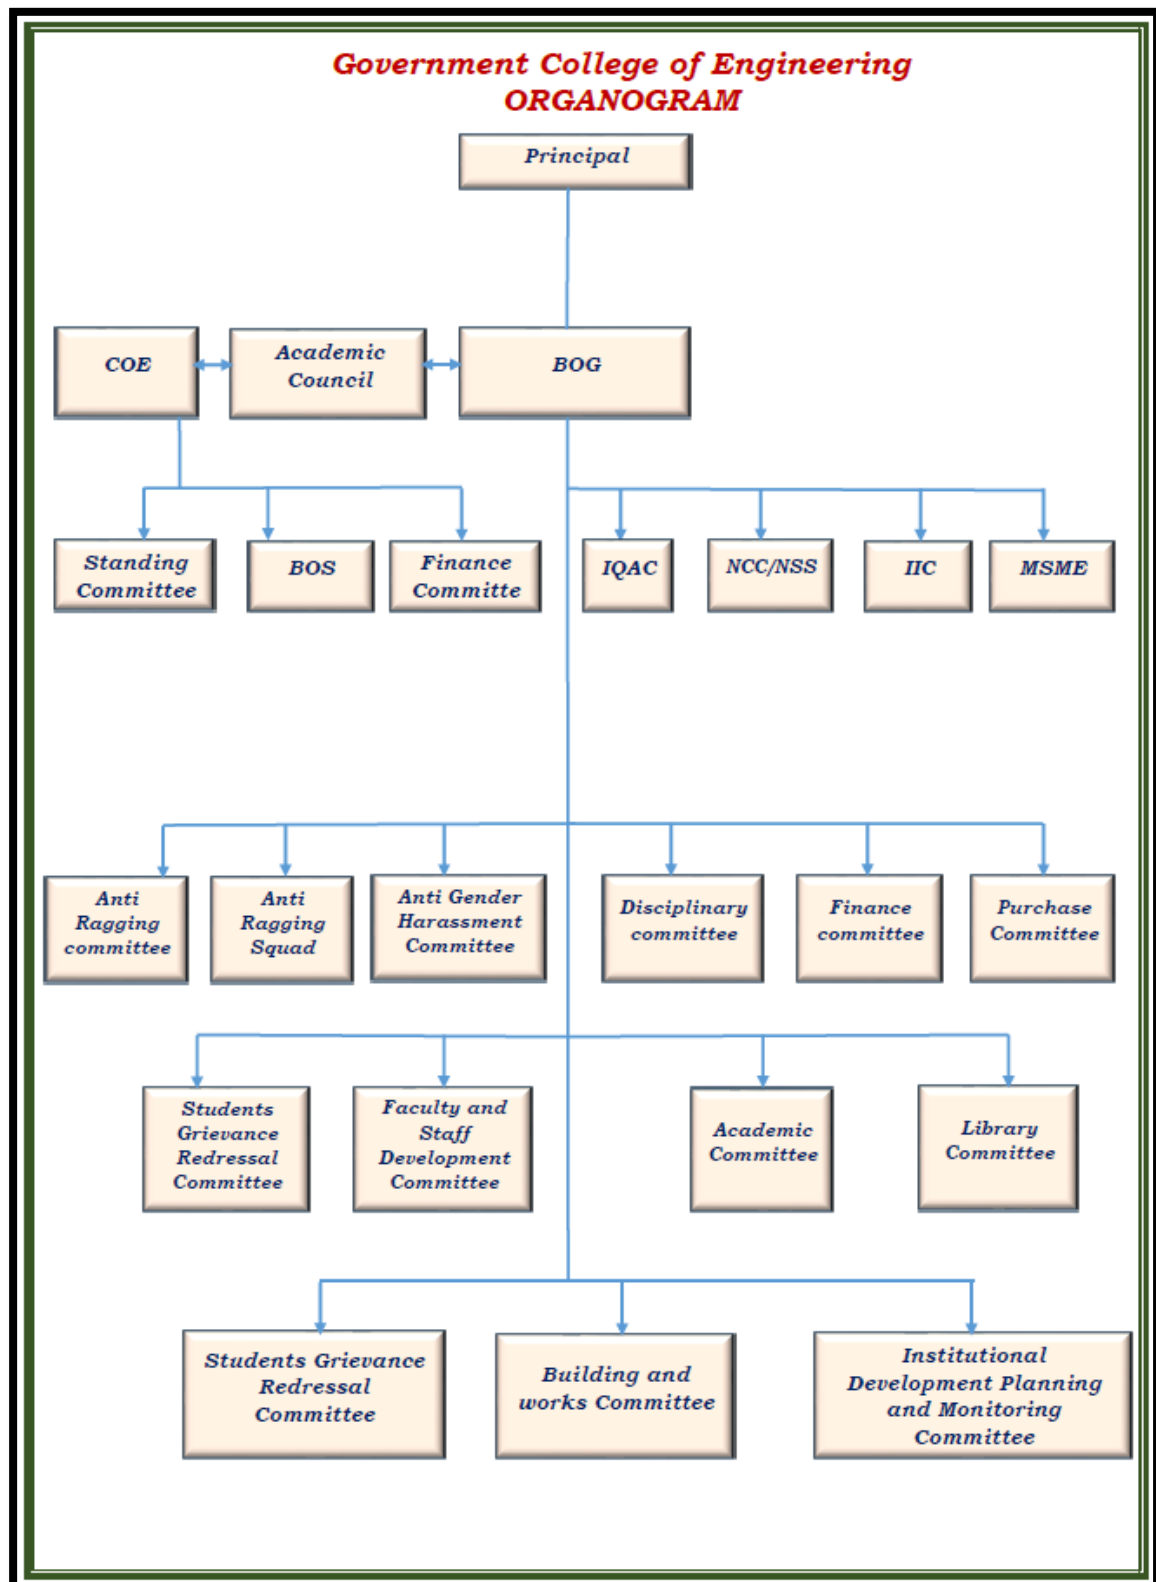 Government College of Engineering
ORGANOGRAM
Principal
COE
Academic
Council
BOG
Standing
Committee
BOS
Finance
Committe
IQAC
NCC/NSS
IIC
MSME
Anti
Ragging
committee
Anti
Ragging
Squad
Anti Gender
Harassment
Committee
Disciplinary
committee
Finance
committee
Purchase
Committee
Students
Grievance
Redressal
Committee
Faculty and
Staff
Development
Committee
Academic
Committee
Library
Committee
Students Grievance
Redressal
Committee
Building and
works Committee
Institutional
Development Planning
and Monitoring
Committee